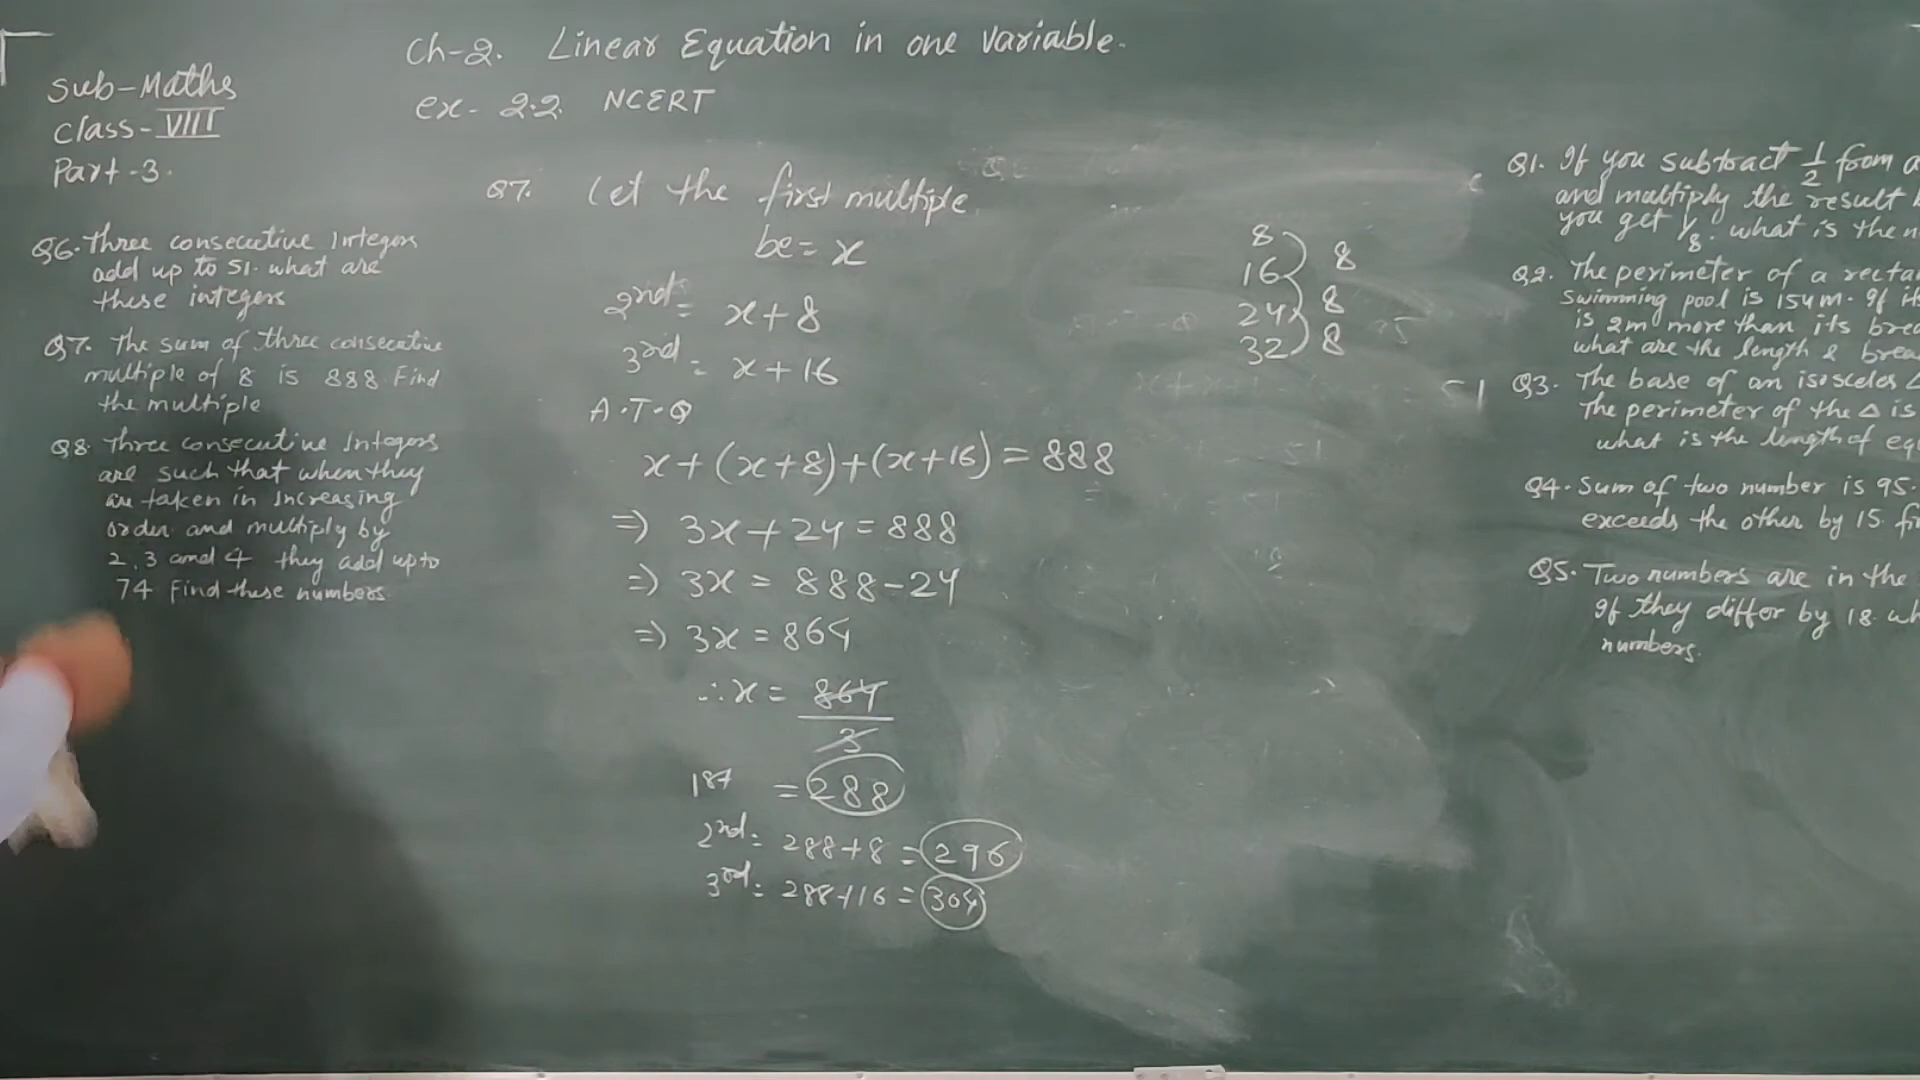 Ch-2. Linear Equation in one variable.
ex- 2.2. NCERT
Sub-Maths
Class-VIII
Part-3.
Q6. Three consecutive Integers
add up to 51. what are
these integers
Q7. The sum of three consecutive
multiple of 8 is 888. Find
the multiple
Q8. Three consecutive Integers
are such that when they
are taken in Increasing
order and multiply by
2, 3 and 4 they add up to
74 Find these numbers.
Q7. Let the first multiple
be = x
2nd = x+8
3rd = x+16
A.T.Q
x+(x+8)+(x+16) = 888
=) 3x+24 = 888
=) 3x = 888-24
=) 3x = 864
∴ x = 864
3
1st = 288
2nd = 288+8 = 296
3rd = 288+16 = 304
8
16 8
24 8
32 8
51
Q1. If you subtract 1/2 from a
and multiply the result
you get 1/8. what is the
Q2. The perimeter of a
swimming pool is 154m. If
is 2m more than its
what are the length &
Q3. The base of an isosceles Δ
The perimeter of the Δ is
what is the length of
Q4. Sum of two number is 95.
exceeds the other by 15.
Q5. Two numbers are in the
If they differ by 18.
numbers.